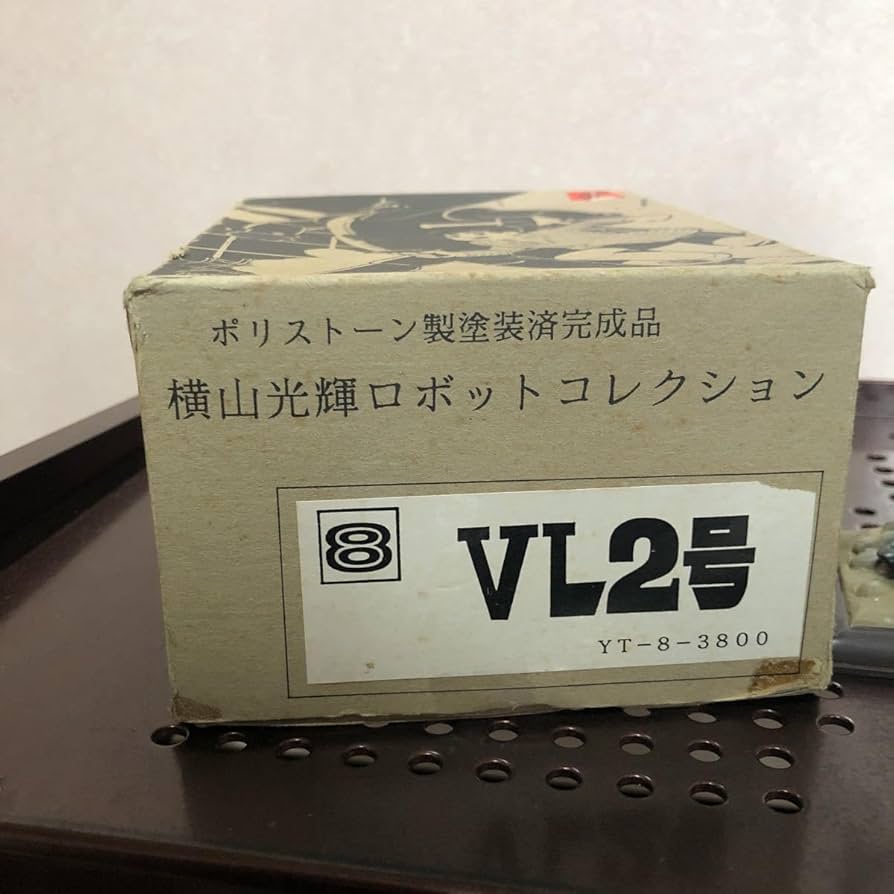 ポリストーン製塗装済完成品
横山光輝ロボットコレクション
8
VL2号
YT-8-3800